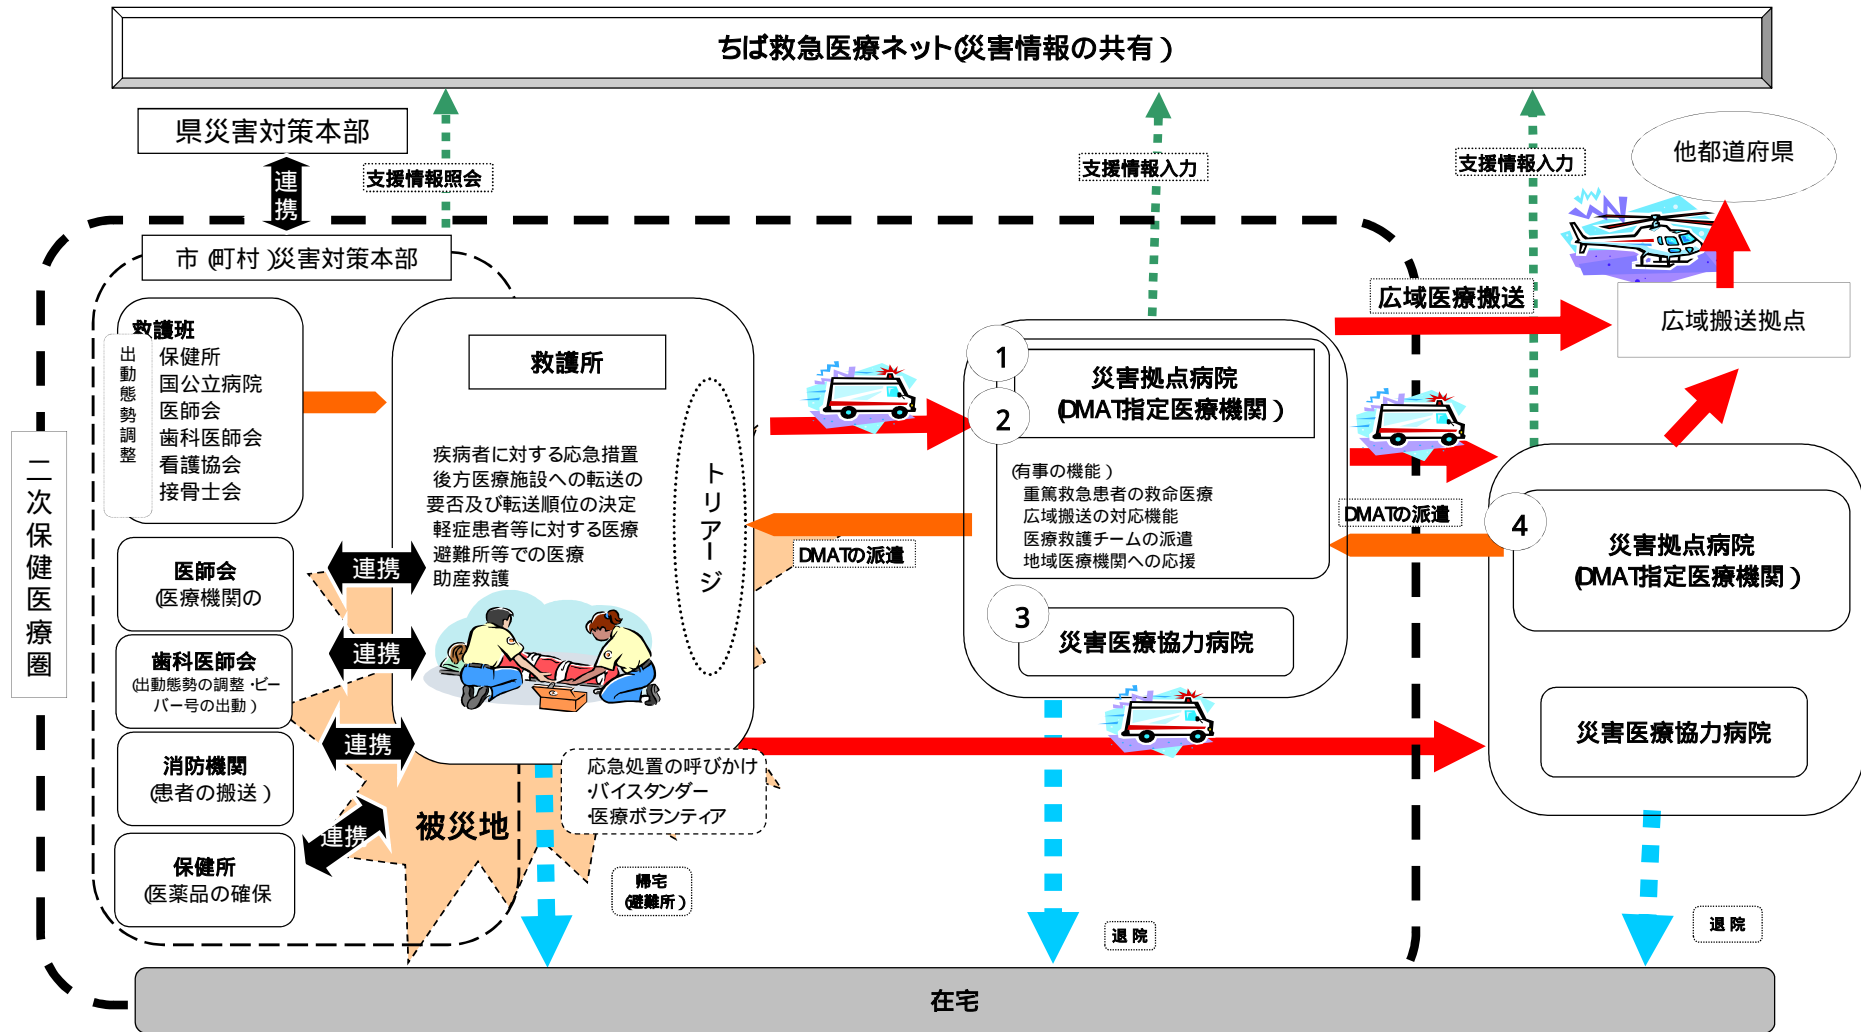 ちば救急医療ネット(災害情報の共有)
県災害対策本部
連携
支援情報照会
支援情報入力
支援情報入力
他都道府県
市(町村)災害対策本部
広域医療搬送
広域搬送拠点
二次保健医療圏
救護班
出動態勢調整
保健所
国公立病院
医師会
歯科医師会
看護協会
接骨士会
救護所
疾病者に対する応急措置
後方医療施設への転送の
要否及び転送順位の決定
軽症患者等に対する医療
避難所等での医療
助産救護
トリアージ
1
2
災害拠点病院
(DMAT指定医療機関)
(有事の機能)
重篤救急患者の救命医療
広域搬送の対応機能
医療救護チームの派遣
地域医療機関への応援
3
災害医療協力病院
DMATの派遣
DMATの派遣
4
災害拠点病院
(DMAT指定医療機関)
災害医療協力病院
医師会
(医療機関の
連携
歯科医師会
(出動態勢の調整・ビー
バー号の出動)
連携
消防機関
(患者の搬送)
連携
保健所
(医薬品の確保
連携
被災地
応急処置の呼びかけ
・バイスタンダー
・医療ボランティア
帰宅
(避難所)
退院
退院
在宅